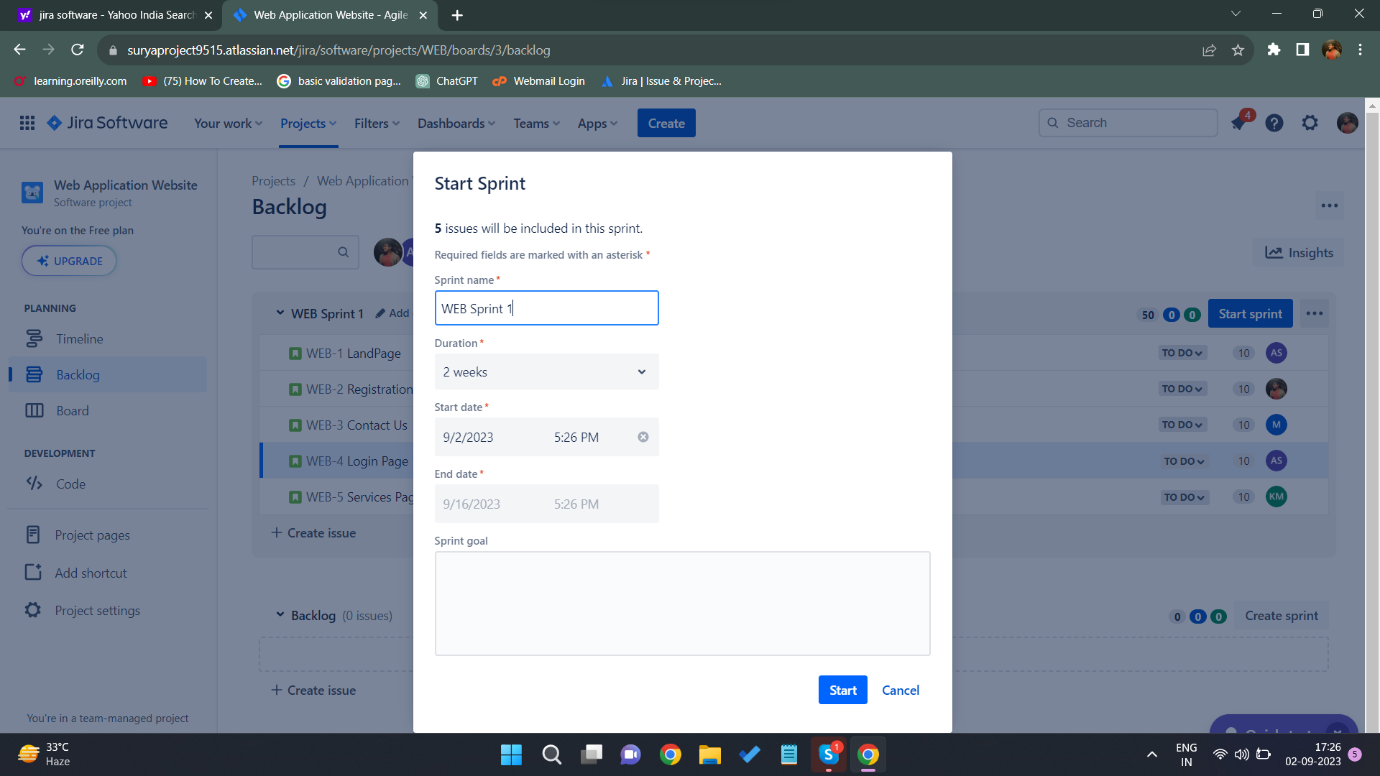 jira software - Yahoo India Search
Web Application Website - Agile
suryaproject9515.atlassian.net/jira/software/projects/WEB/boards/3/backlog
learning.oreilly.com
(75) How To Create...
basic validation pag...
ChatGPT
Webmail Login
Jira | Issue & Projec...
Jira Software
Your work
Projects
Filters
Dashboards
Teams
Apps
Create
Search
4
Web Application Website
Software project
You're on the Free plan
UPGRADE
PLANNING
Timeline
Backlog
Board
DEVELOPMENT
Code
Project pages
Add shortcut
Project settings
You're in a team-managed project
Projects / Web Application
Backlog
Insights
WEB Sprint 1 Add
50 0 0 Start sprint
WEB-1 LandPage
TO DO 10 AS
WEB-2 Registration
TO DO 10
WEB-3 Contact Us
TO DO 10 M
WEB-4 Login Page
TO DO 10 AS
WEB-5 Services Pag
TO DO 10 KM
+ Create issue
Backlog (0 issues)
0 0 0 Create sprint
+ Create issue
Start Sprint
5 issues will be included in this sprint.
Required fields are marked with an asterisk *
Sprint name *
WEB Sprint 1
Duration *
2 weeks
Start date *
9/2/2023 5:26 PM
End date *
9/16/2023 5:26 PM
Sprint goal
Start
Cancel
33°C
Haze
1
ENG
IN
17:26
02-09-2023
5